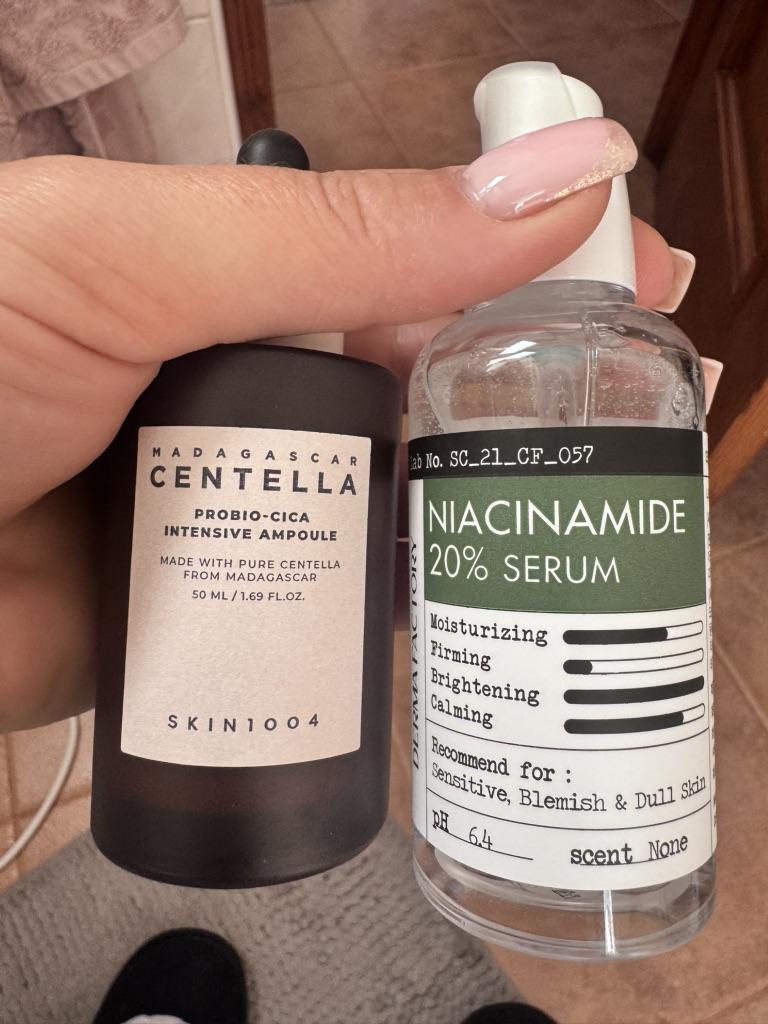 MADAGASCAR
CENTELLA
PROBIO-CICA
INTENSIVE AMPOULE
MADE WITH PURE CENTELLA
FROM MADAGASCAR
50 ML / 1.69 FL.OZ.
SKIN1004
Lab No. SC_21_CF_057
NIACINAMIDE
20% SERUM
DERMA FACTORY
Moisturizing
Firming
Brightening
Calming
Recommend for :
Sensitive, Blemish & Dull Skin
pH 6.4
scent None